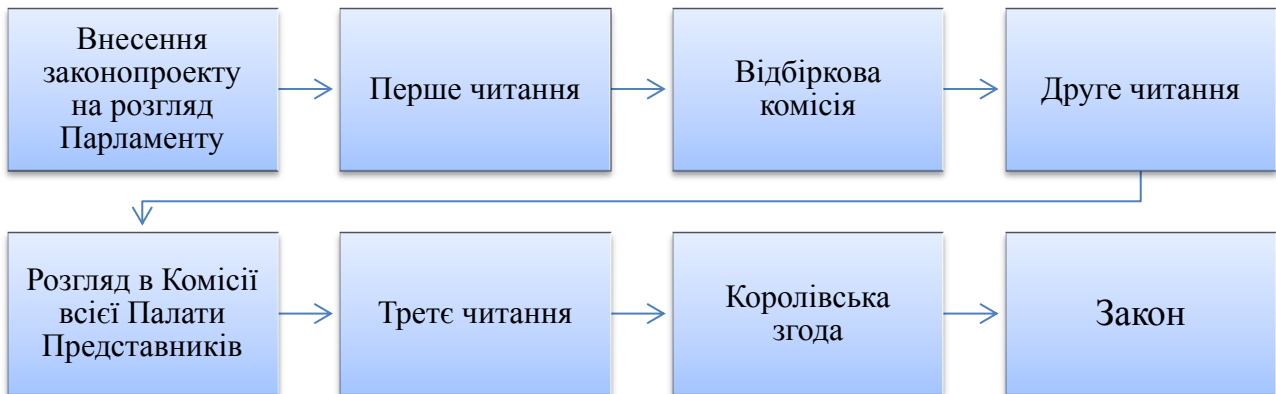 Внесення
законопроекту
на розгляд
Парламенту
Перше читання
Відбіркова
комісія
Друге читання
Розгляд в Комісії
всієї Палати
Представників
Третє читання
Королівська
згода
Закон